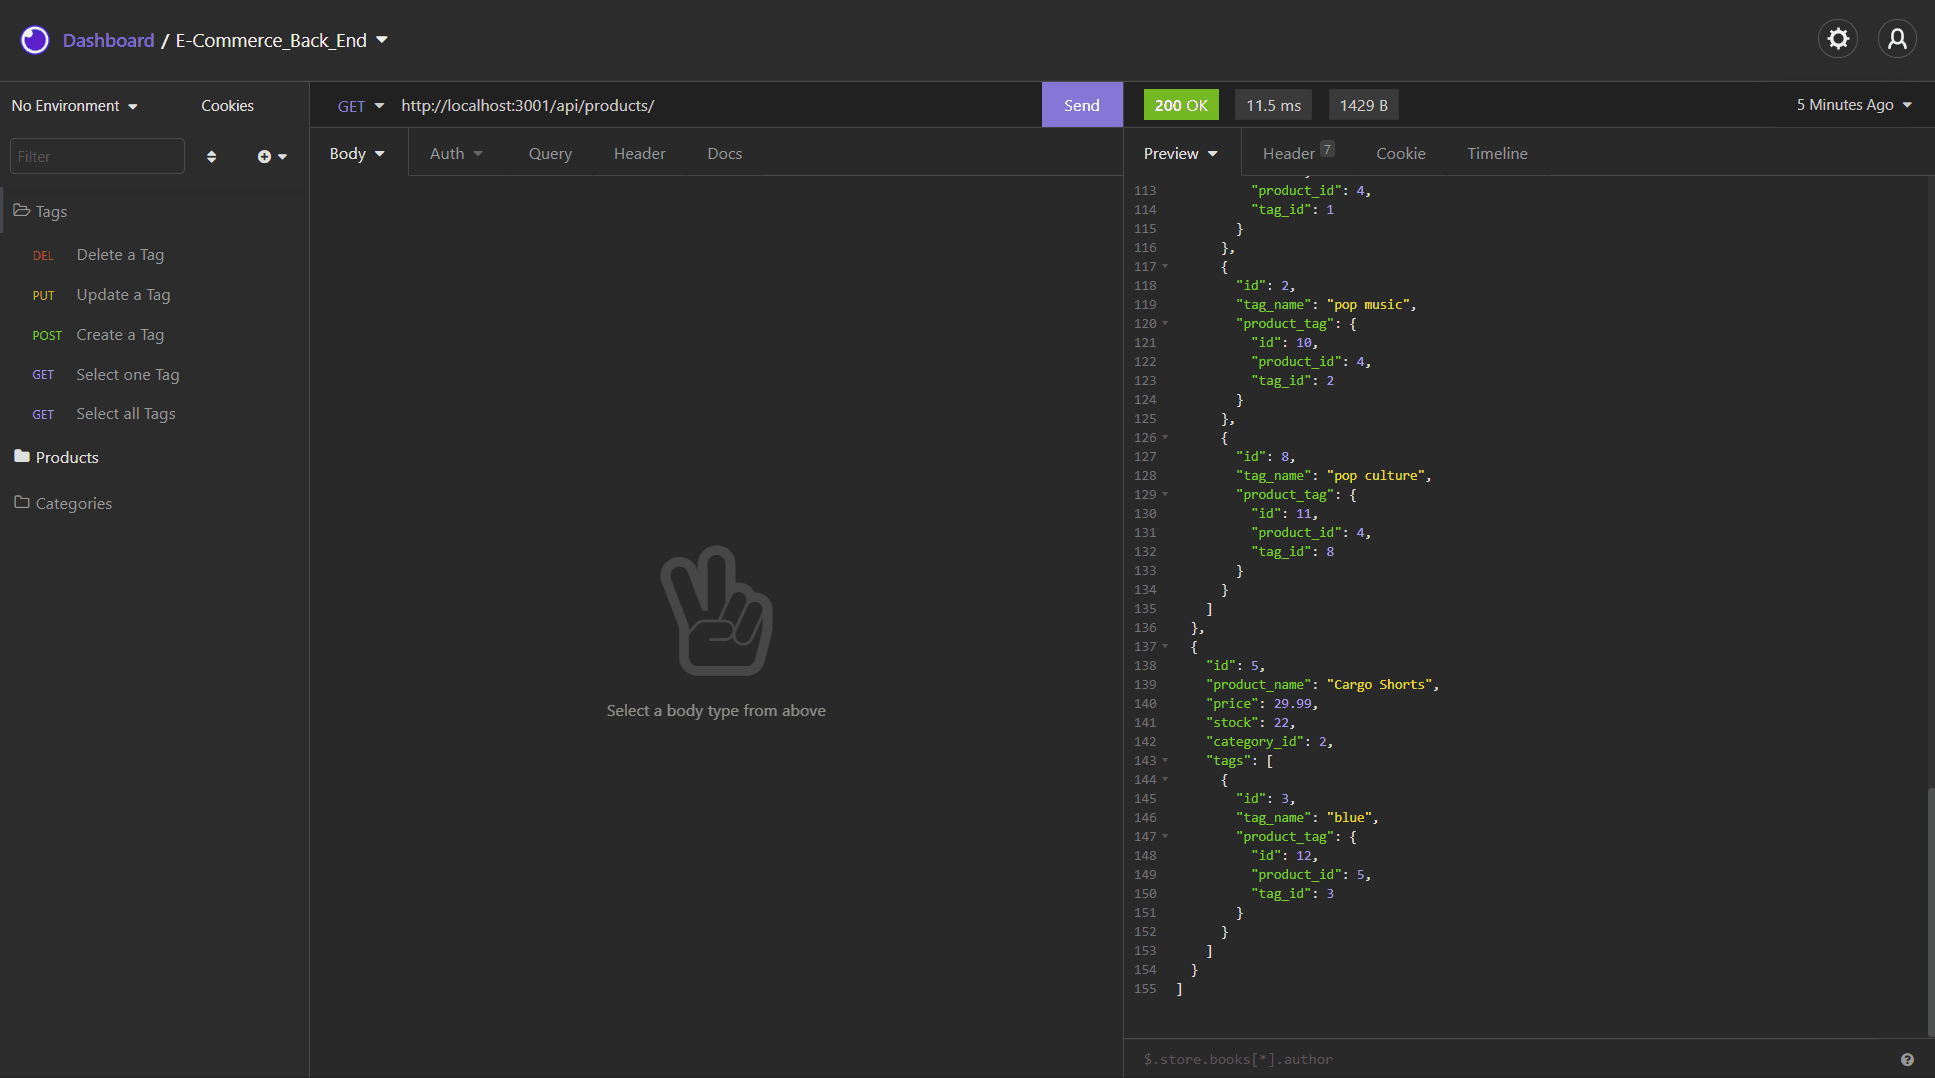 Dashboard / E-Commerce_Back_End
No Environment
Cookies
Filter
Tags
DEL Delete a Tag
PUT Update a Tag
POST Create a Tag
GET Select one Tag
GET Select all Tags
Products
Categories
GET http://localhost:3001/api/products/ Send
Body Auth Query Header Docs
Select a body type from above
200 OK 11.5 ms 1429 B 5 Minutes Ago
Preview Header 7 Cookie Timeline
113 "product_id": 4,
114 "tag_id": 1
115 }
116 },
117 {
118 "id": 2,
119 "tag_name": "pop music",
120 "product_tag": {
121 "id": 10,
122 "product_id": 4,
123 "tag_id": 2
124 }
125 },
126 {
127 "id": 8,
128 "tag_name": "pop culture",
129 "product_tag": {
130 "id": 11,
131 "product_id": 4,
132 "tag_id": 8
133 }
134 }
135 ]
136 },
137 {
138 "id": 5,
139 "product_name": "Cargo Shorts",
140 "price": 29.99,
141 "stock": 22,
142 "category_id": 2,
143 "tags": [
144 {
145 "id": 3,
146 "tag_name": "blue",
147 "product_tag": {
148 "id": 12,
149 "product_id": 5,
150 "tag_id": 3
151 }
152 }
153 ]
154 }
155 ]
$.store.books[*].author